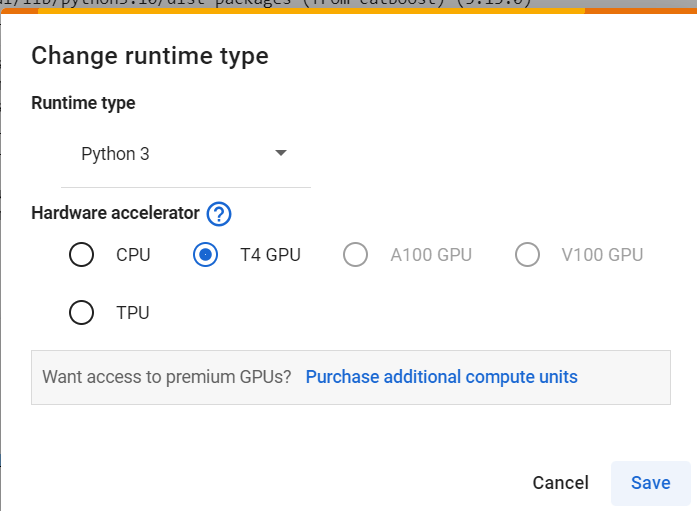 Change runtime type
Runtime type
Python 3
Hardware accelerator
CPU T4 GPU A100 GPU V100 GPU
TPU
Want access to premium GPUs? Purchase additional compute units
Cancel Save